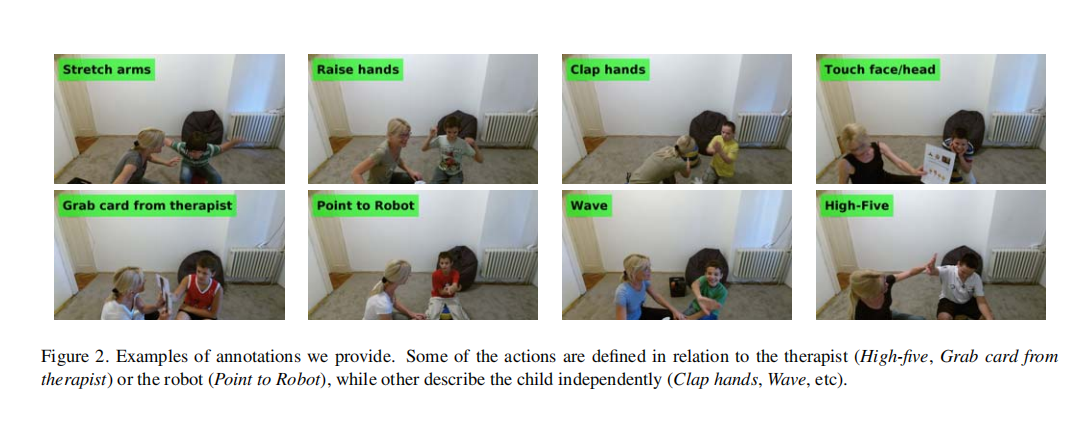 Stretch arms
Raise hands
Clap hands
Touch face/head
Grab card from therapist
Point to Robot
Wave
High-Five
Figure 2. Examples of annotations we provide. Some of the actions are defined in relation to the therapist (High-five, Grab card from
therapist) or the robot (Point to Robot), while other describe the child independently (Clap hands, Wave, etc).